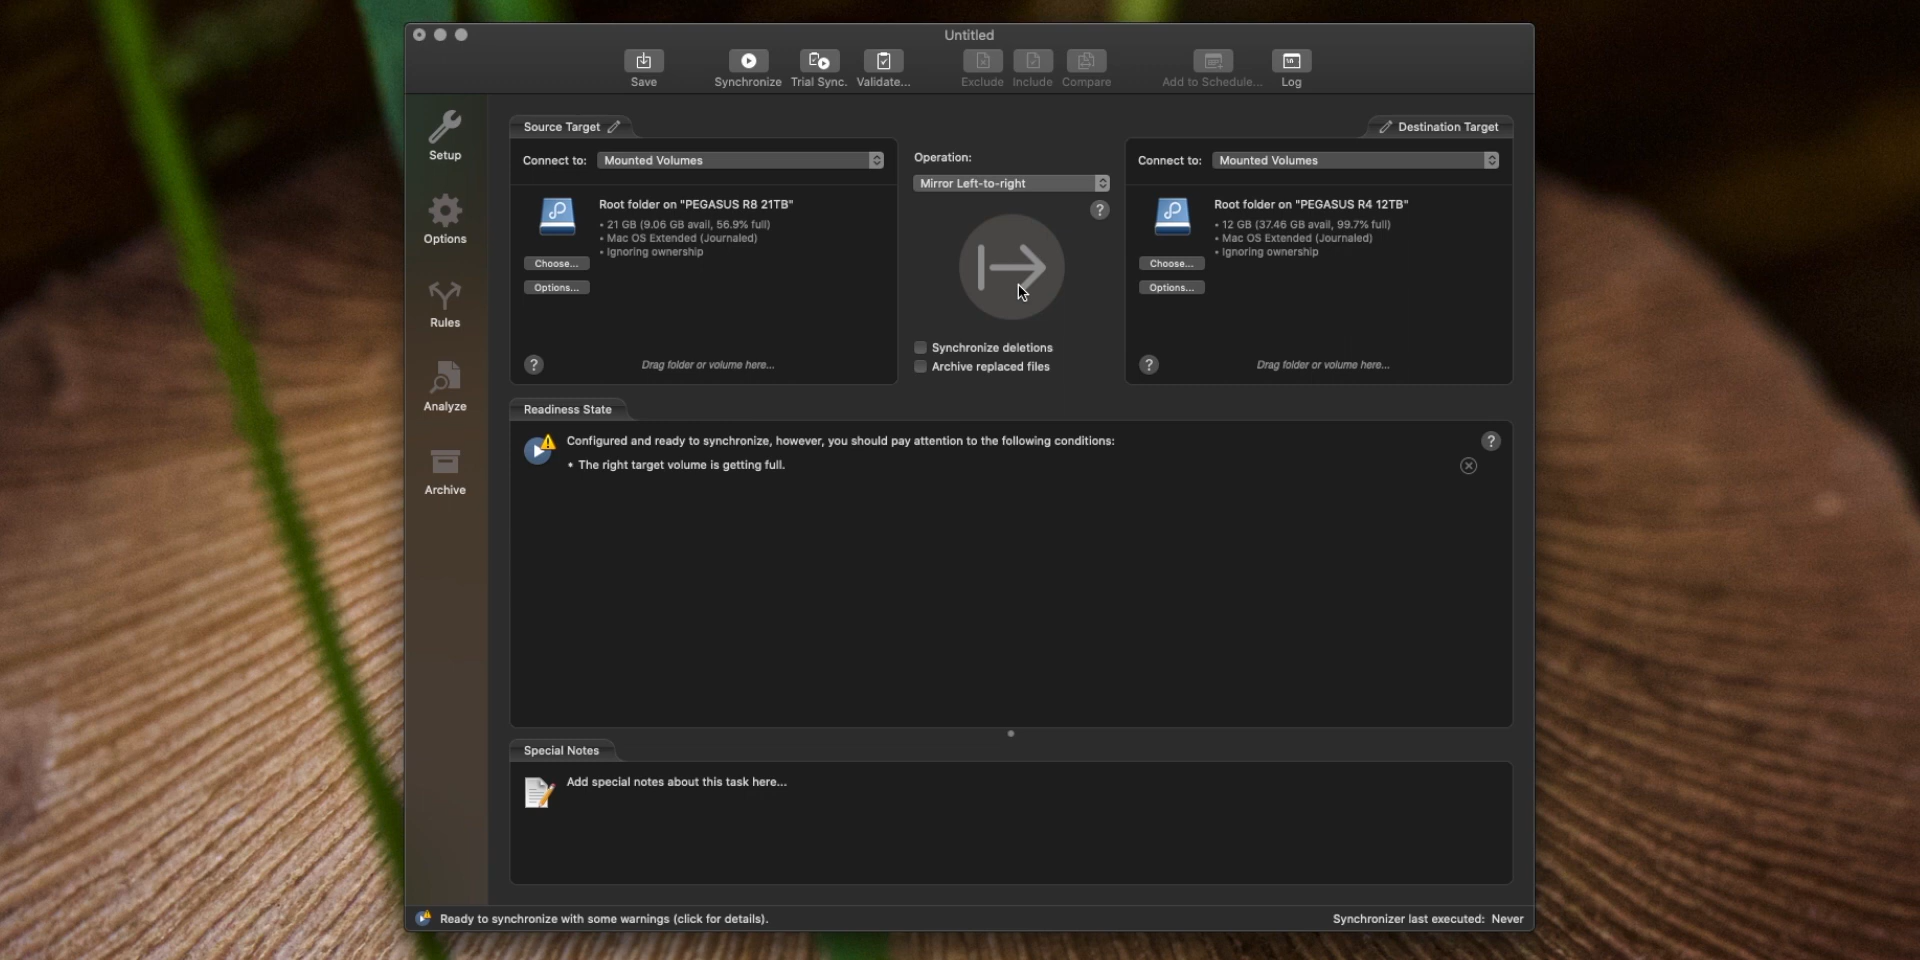 Untitled
Save
Synchronize
Trial Sync.
Validate...
Exclude
Include
Compare
Add to Schedule...
Log
Setup
Options
Rules
Analyze
Archive
Source Target
Connect to: Mounted Volumes
Root folder on "PEGASUS R8 21TB"
• 21 GB (9.06 GB avail, 56.9% full)
• Mac OS Extended (Journaled)
• Ignoring ownership
Choose...
Options...
?
Drag folder or volume here...
Operation:
Mirror Left-to-right
?
Synchronize deletions
Archive replaced files
Destination Target
Connect to: Mounted Volumes
Root folder on "PEGASUS R4 12TB"
• 12 GB (37.46 GB avail, 99.7% full)
• Mac OS Extended (Journaled)
• Ignoring ownership
Choose...
Options...
?
Drag folder or volume here...
Readiness State
Configured and ready to synchronize, however, you should pay attention to the following conditions:
?
• The right target volume is getting full.
Special Notes
Add special notes about this task here...
Ready to synchronize with some warnings (click for details).
Synchronizer last executed: Never